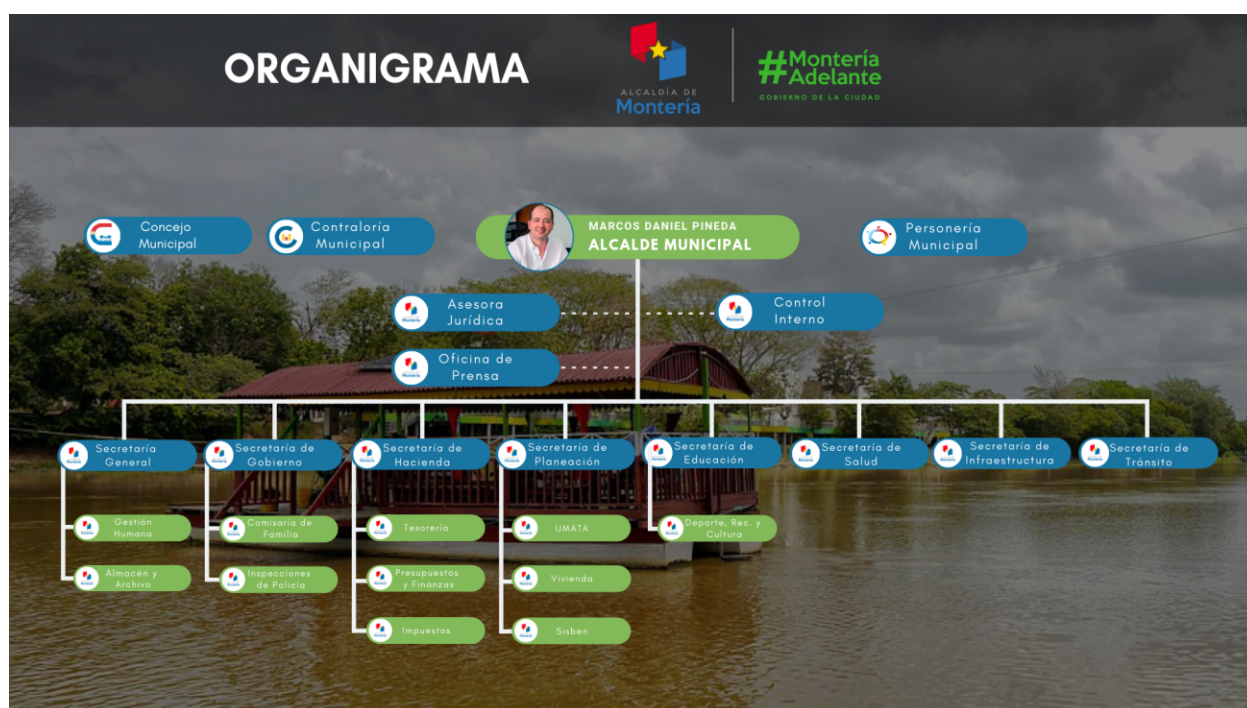 ORGANIGRAMA
ALCALDÍA DE
Montería
#Montería
Adelante
GOBIERNO DE LA CIUDAD
Concejo
Municipal
Contraloría
Municipal
MARCOS DANIEL PINEDA
ALCALDE MUNICIPAL
Personería
Municipal
Asesora
Jurídica
Control
Interno
Oficina de
Prensa
Secretaría
General
Secretaría de
Gobierno
Secretaría de
Hacienda
Secretaría de
Planeación
Secretaría de
Educación
Secretaría de
Salud
Secretaría de
Infraestructura
Secretaría de
Tránsito
Gestión
Humana
Almacén y
Archivo
Comisaría de
Familia
Inspecciones
de Policía
Tesorería
Presupuestos
y Finanzas
Impuestos
UMATA
Vivienda
Sisben
Deporte, Rec. y
Cultura